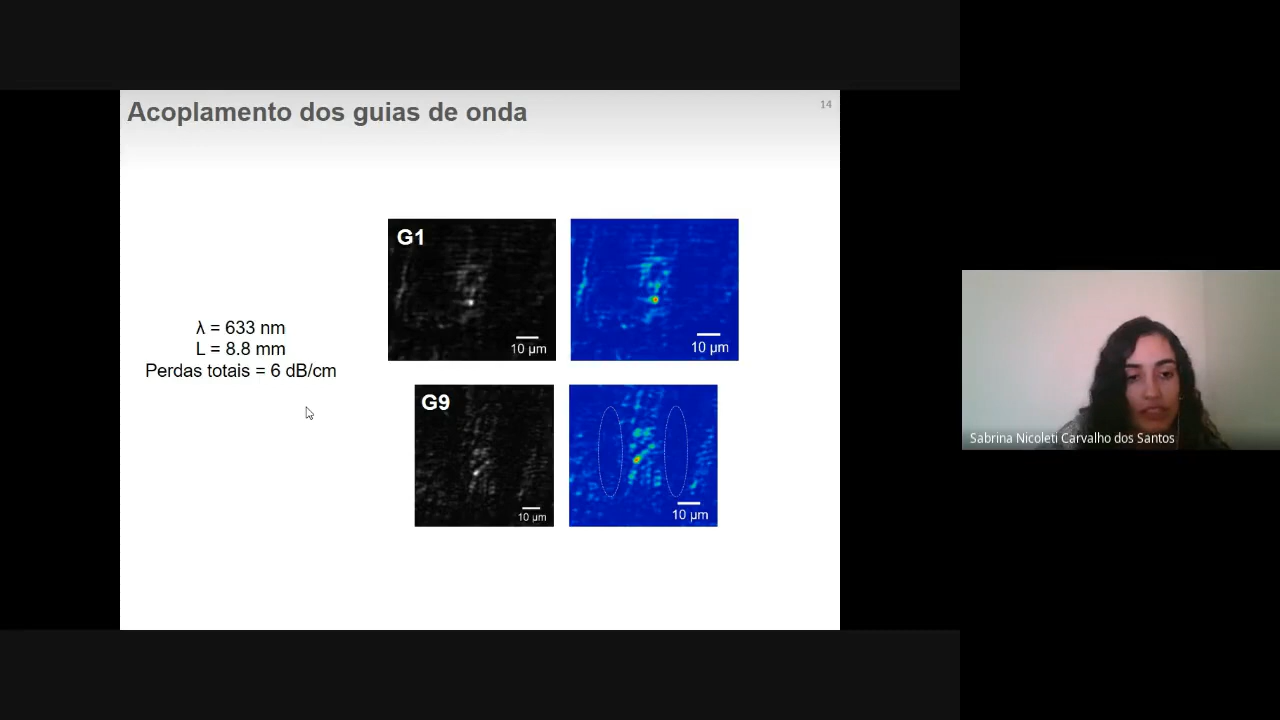 Acoplamento dos guias de onda
14
G1
10 µm
10 µm
λ = 633 nm
L = 8.8 mm
Perdas totais = 6 dB/cm
G9
10 µm
10 µm
Sabrina Nicoleti Carvalho dos Santos